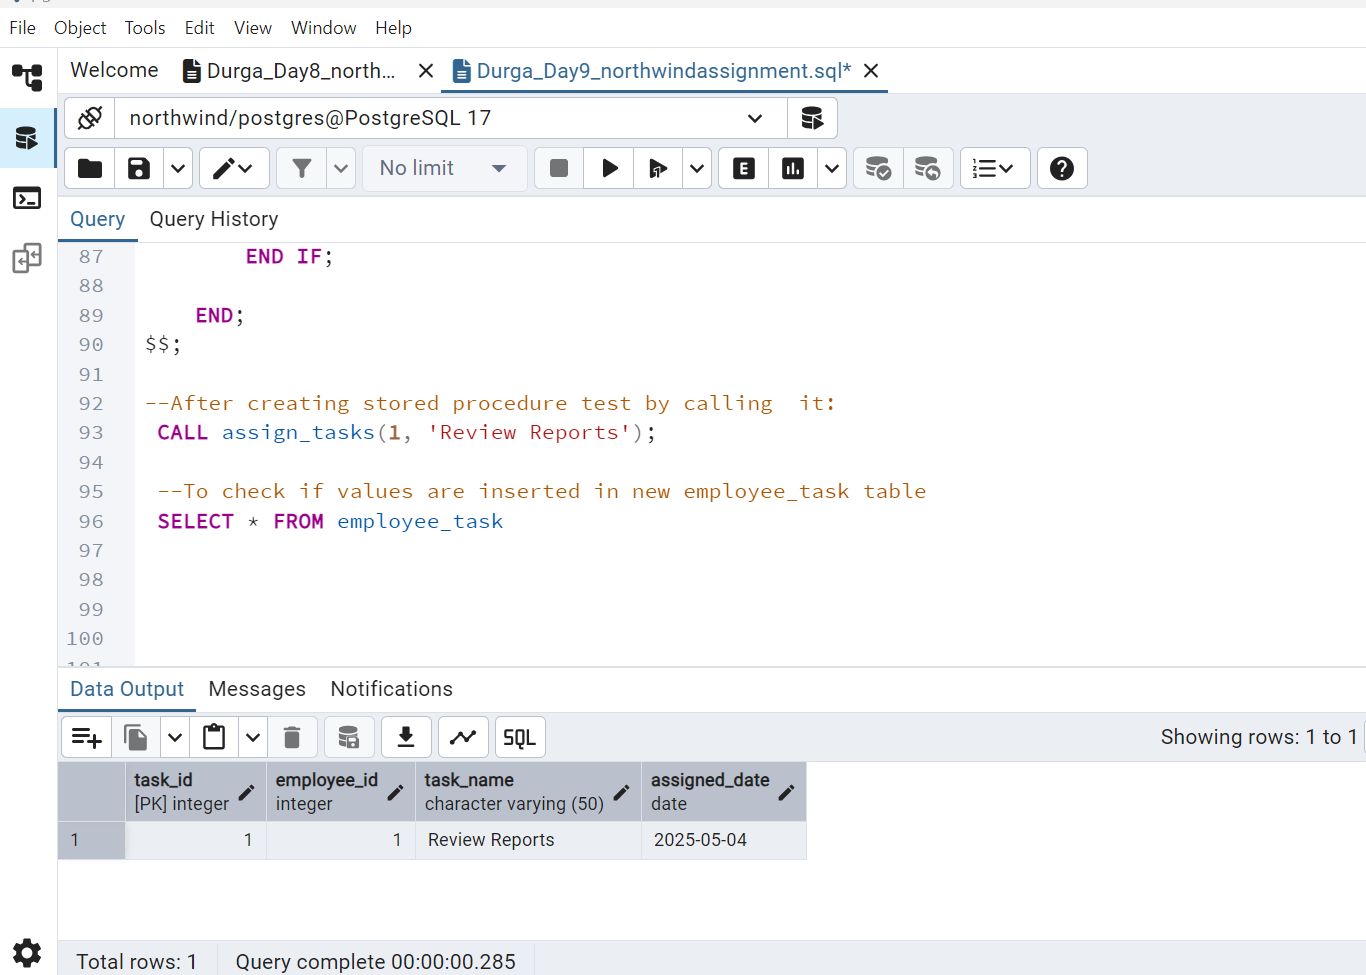 File Object Tools Edit View Window Help
Welcome Durga_Day8_north... Durga_Day9_northwindassignment.sql*
northwind/postgres@PostgreSQL 17
No limit E
Query Query History
87 END IF;
88
89 END;
90 $$;
91
92 --After creating stored procedure test by calling  it:
93 CALL assign_tasks(1, 'Review Reports');
94
95 --To check if values are inserted in new employee_task table
96 SELECT * FROM employee_task
97
98
99
100
101
Data Output Messages Notifications
SQL Showing rows: 1 to 1
task_id employee_id task_name assigned_date
[PK] integer integer character varying (50) date
1 1 1 Review Reports 2025-05-04
Total rows: 1 Query complete 00:00:00.285